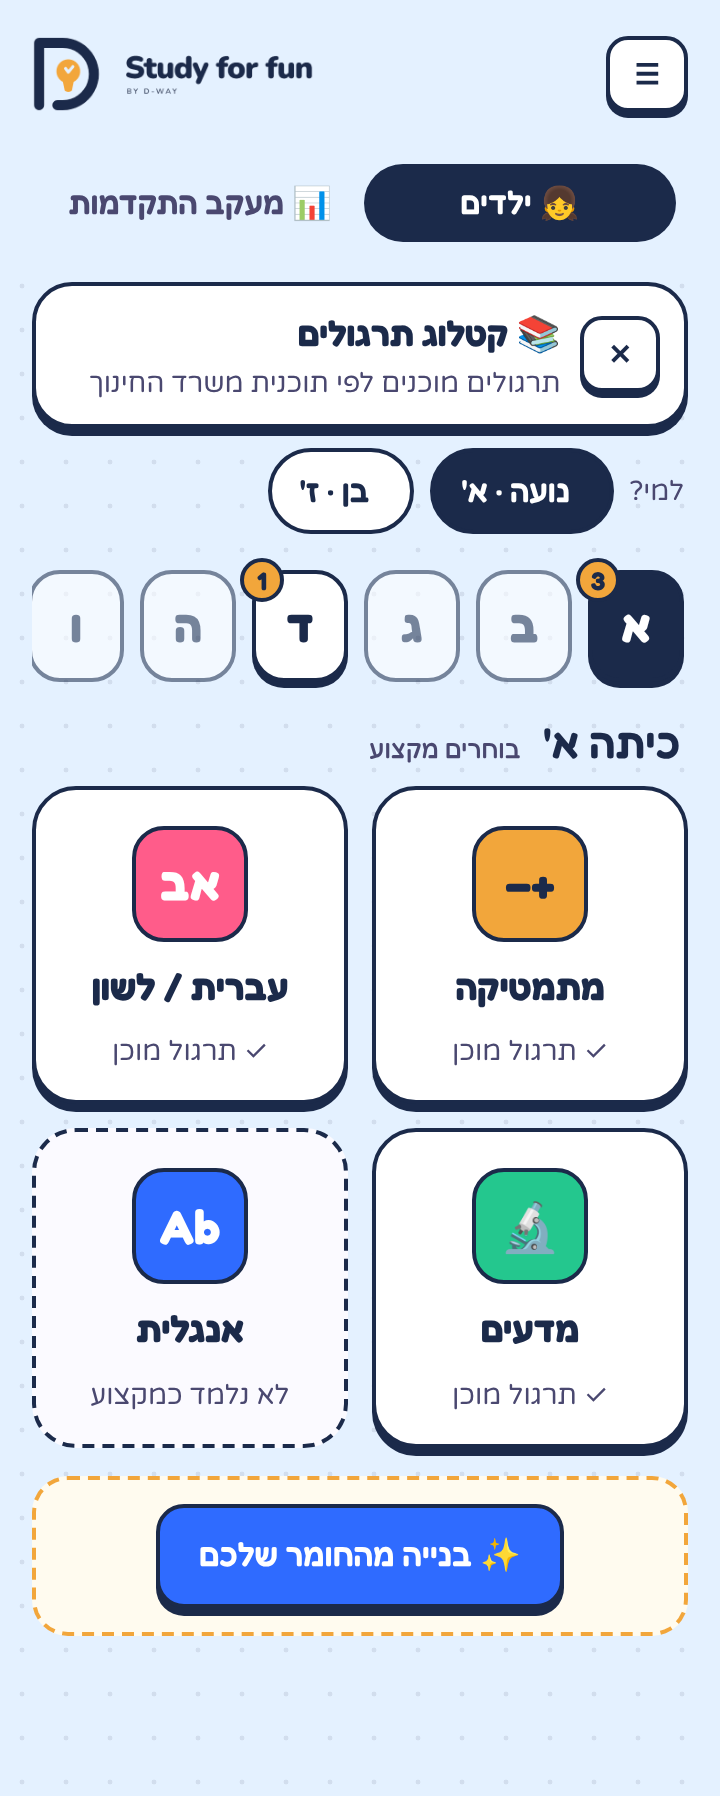 Study for fun
BY D-WAY
☰
👧 ילדים
📊 מעקב התקדמות
✕
📚 קטלוג תרגולים
תרגולים מוכנים לפי תוכנית משרד החינוך
למי?
נועה · א'
בן · ז'
3
1
א
ב
ג
ד
ה
ו
כיתה א' בוחרים מקצוע
+−
מתמטיקה
✓ תרגול מוכן
אב
עברית / לשון
✓ תרגול מוכן
🔬
מדעים
✓ תרגול מוכן
Ab
אנגלית
לא נלמד כמקצוע
✨ בנייה מהחומר שלכם